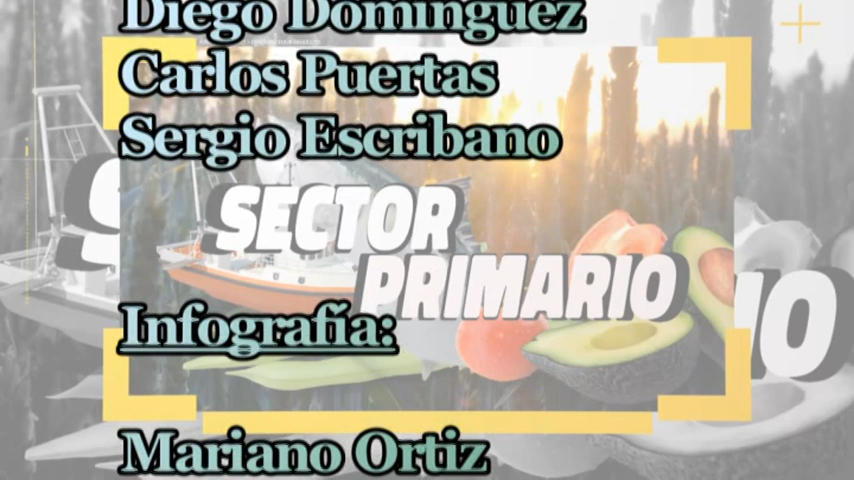 Diego Domínguez
Carlos Puertas
Sergio Escribano
SECTOR
PRIMARIO
Infografía:
Mariano Ortiz